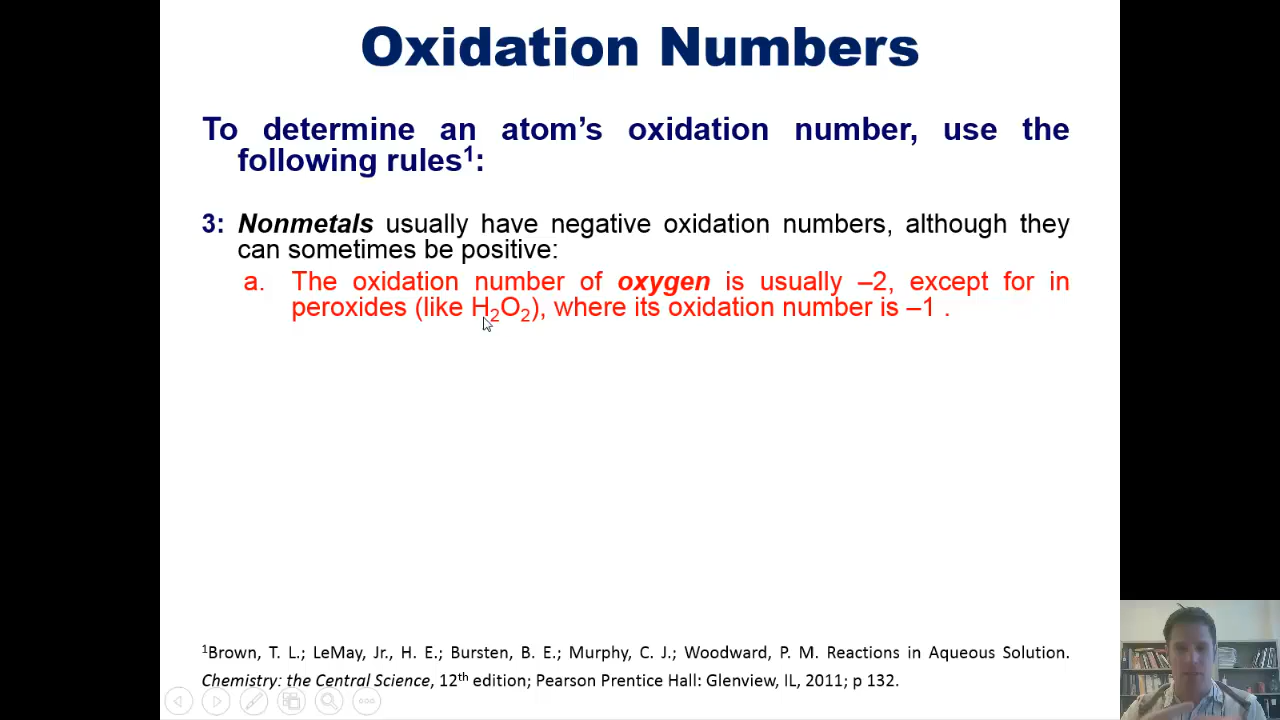 Oxidation Numbers
To determine an atom’s oxidation number, use the
following rules¹:
3: Nonmetals usually have negative oxidation numbers, although they
can sometimes be positive:
a. The oxidation number of oxygen is usually –2, except for in
peroxides (like H₂O₂), where its oxidation number is –1 .
¹Brown, T. L.; LeMay, Jr., H. E.; Bursten, B. E.; Murphy, C. J.; Woodward, P. M. Reactions in Aqueous Solution.
Chemistry: the Central Science, 12th edition; Pearson Prentice Hall: Glenview, IL, 2011; p 132.